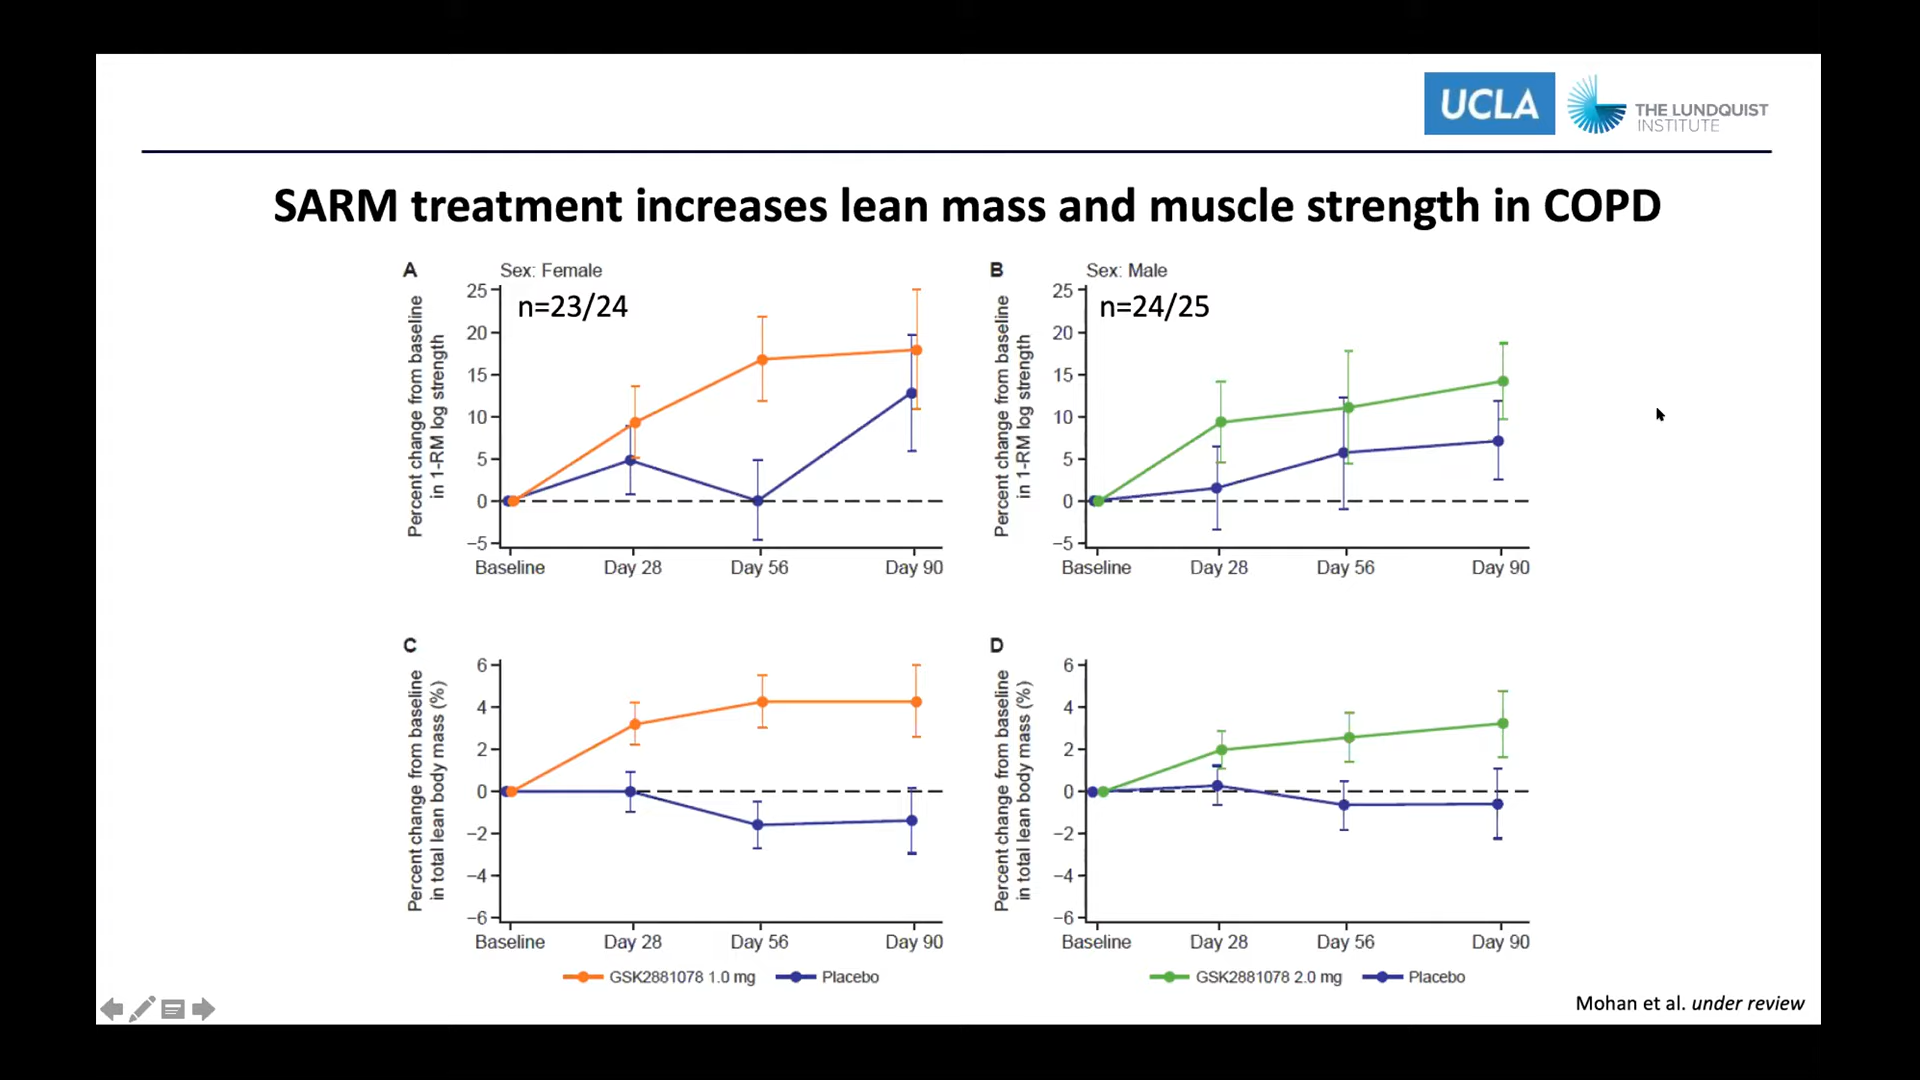 UCLA
THE LUNDQUIST
INSTITUTE
SARM treatment increases lean mass and muscle strength in COPD
A
Sex: Female
n=23/24
Percent change from baseline
in 1-RM log strength
25
20
15
10
5
0
−5
Baseline
Day 28
Day 56
Day 90
B
Sex: Male
n=24/25
Percent change from baseline
in 1-RM log strength
25
20
15
10
5
0
−5
Baseline
Day 28
Day 56
Day 90
C
Percent change from baseline
in total lean body mass (%)
6
4
2
0
−2
−4
−6
Baseline
Day 28
Day 56
Day 90
GSK2881078 1.0 mg
Placebo
D
Percent change from baseline
in total lean body mass (%)
6
4
2
0
−2
−4
−6
Baseline
Day 28
Day 56
Day 90
GSK2881078 2.0 mg
Placebo
Mohan et al. under review